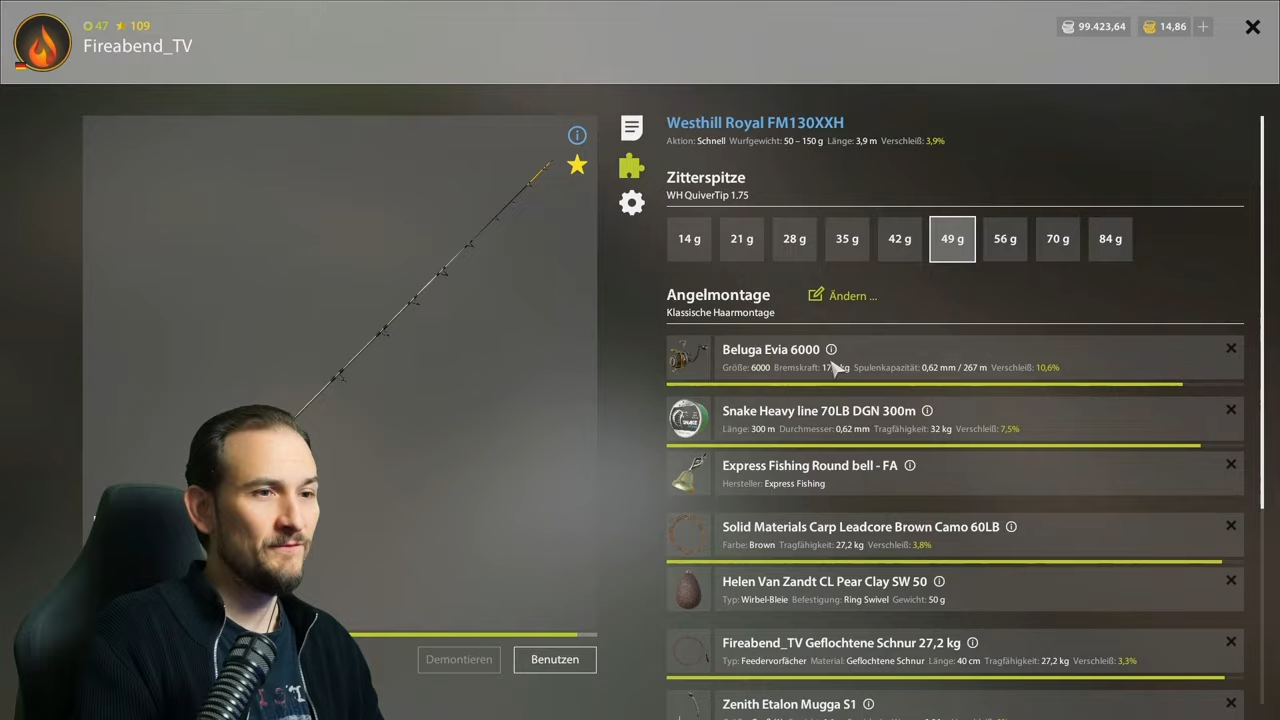 47 109
Fireabend_TV
99.423,64 14,86
Westhill Royal FM130XXH
Aktion: Schnell Wurfgewicht: 50 – 150 g Länge: 3,9 m Verschleiß: 3,9%
Zitterspitze
WH QuiverTip 1.75
14 g 21 g 28 g 35 g 42 g 49 g 56 g 70 g 84 g
Angelmontage Ändern ...
Klassische Haarmontage
Beluga Evia 6000
Größe: 6000 Bremskraft: kg Spulenkapazität: 0,62 mm / 267 m Verschleiß: 10,6%
Snake Heavy line 70LB DGN 300m
Länge: 300 m Durchmesser: 0,62 mm Tragfähigkeit: 32 kg Verschleiß: 7,5%
Express Fishing Round bell - FA
Hersteller: Express Fishing
Solid Materials Carp Leadcore Brown Camo 60LB
Farbe: Brown Tragfähigkeit: 27,2 kg Verschleiß: 3,8%
Helen Van Zandt CL Pear Clay SW 50
Typ: Wirbel-Bleie Befestigung: Ring Swivel Gewicht: 50 g
Fireabend_TV Geflochtene Schnur 27,2 kg
Typ: Feedervorfächer Material: Geflochtene Schnur Länge: 40 cm Tragfähigkeit: 27,2 kg Verschleiß: 3,3%
Zenith Etalon Mugga S1
Demontieren Benutzen